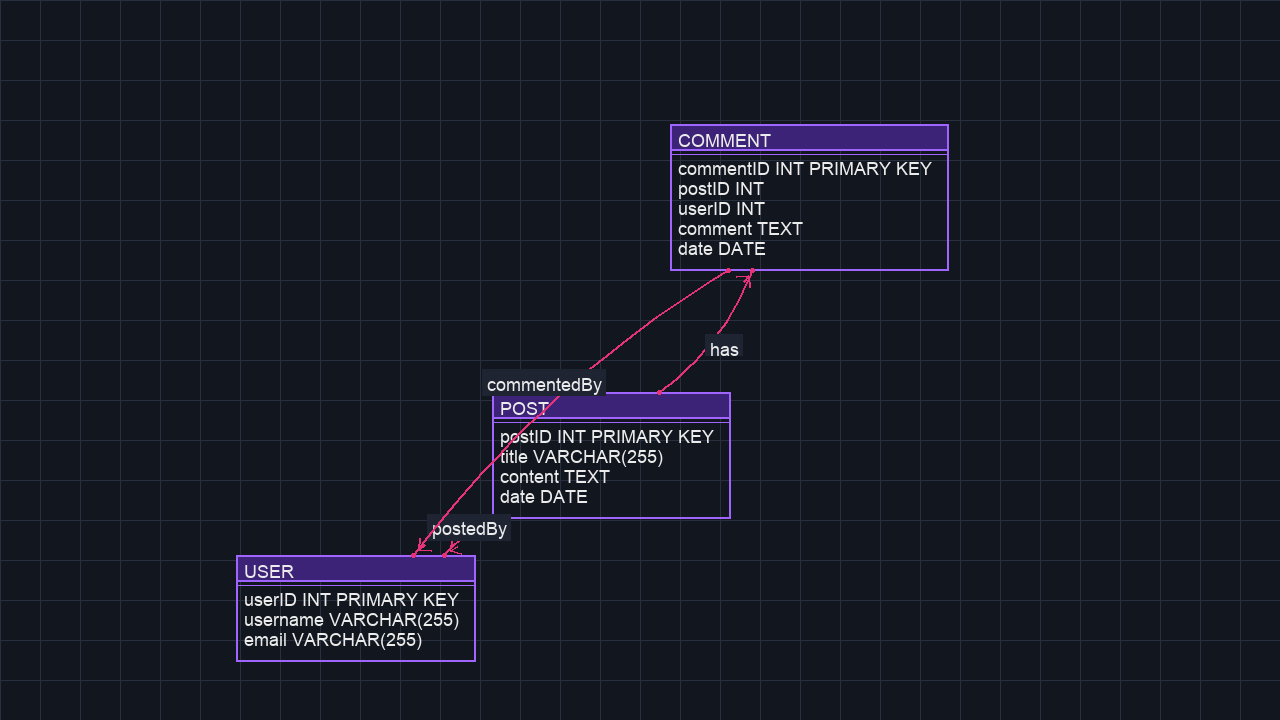 COMMENT
commentID INT PRIMARY KEY
postID INT
userID INT
comment TEXT
date DATE
has
commentedBy
POST
postID INT PRIMARY KEY
title VARCHAR(255)
content TEXT
date DATE
postedBy
USER
userID INT PRIMARY KEY
username VARCHAR(255)
email VARCHAR(255)